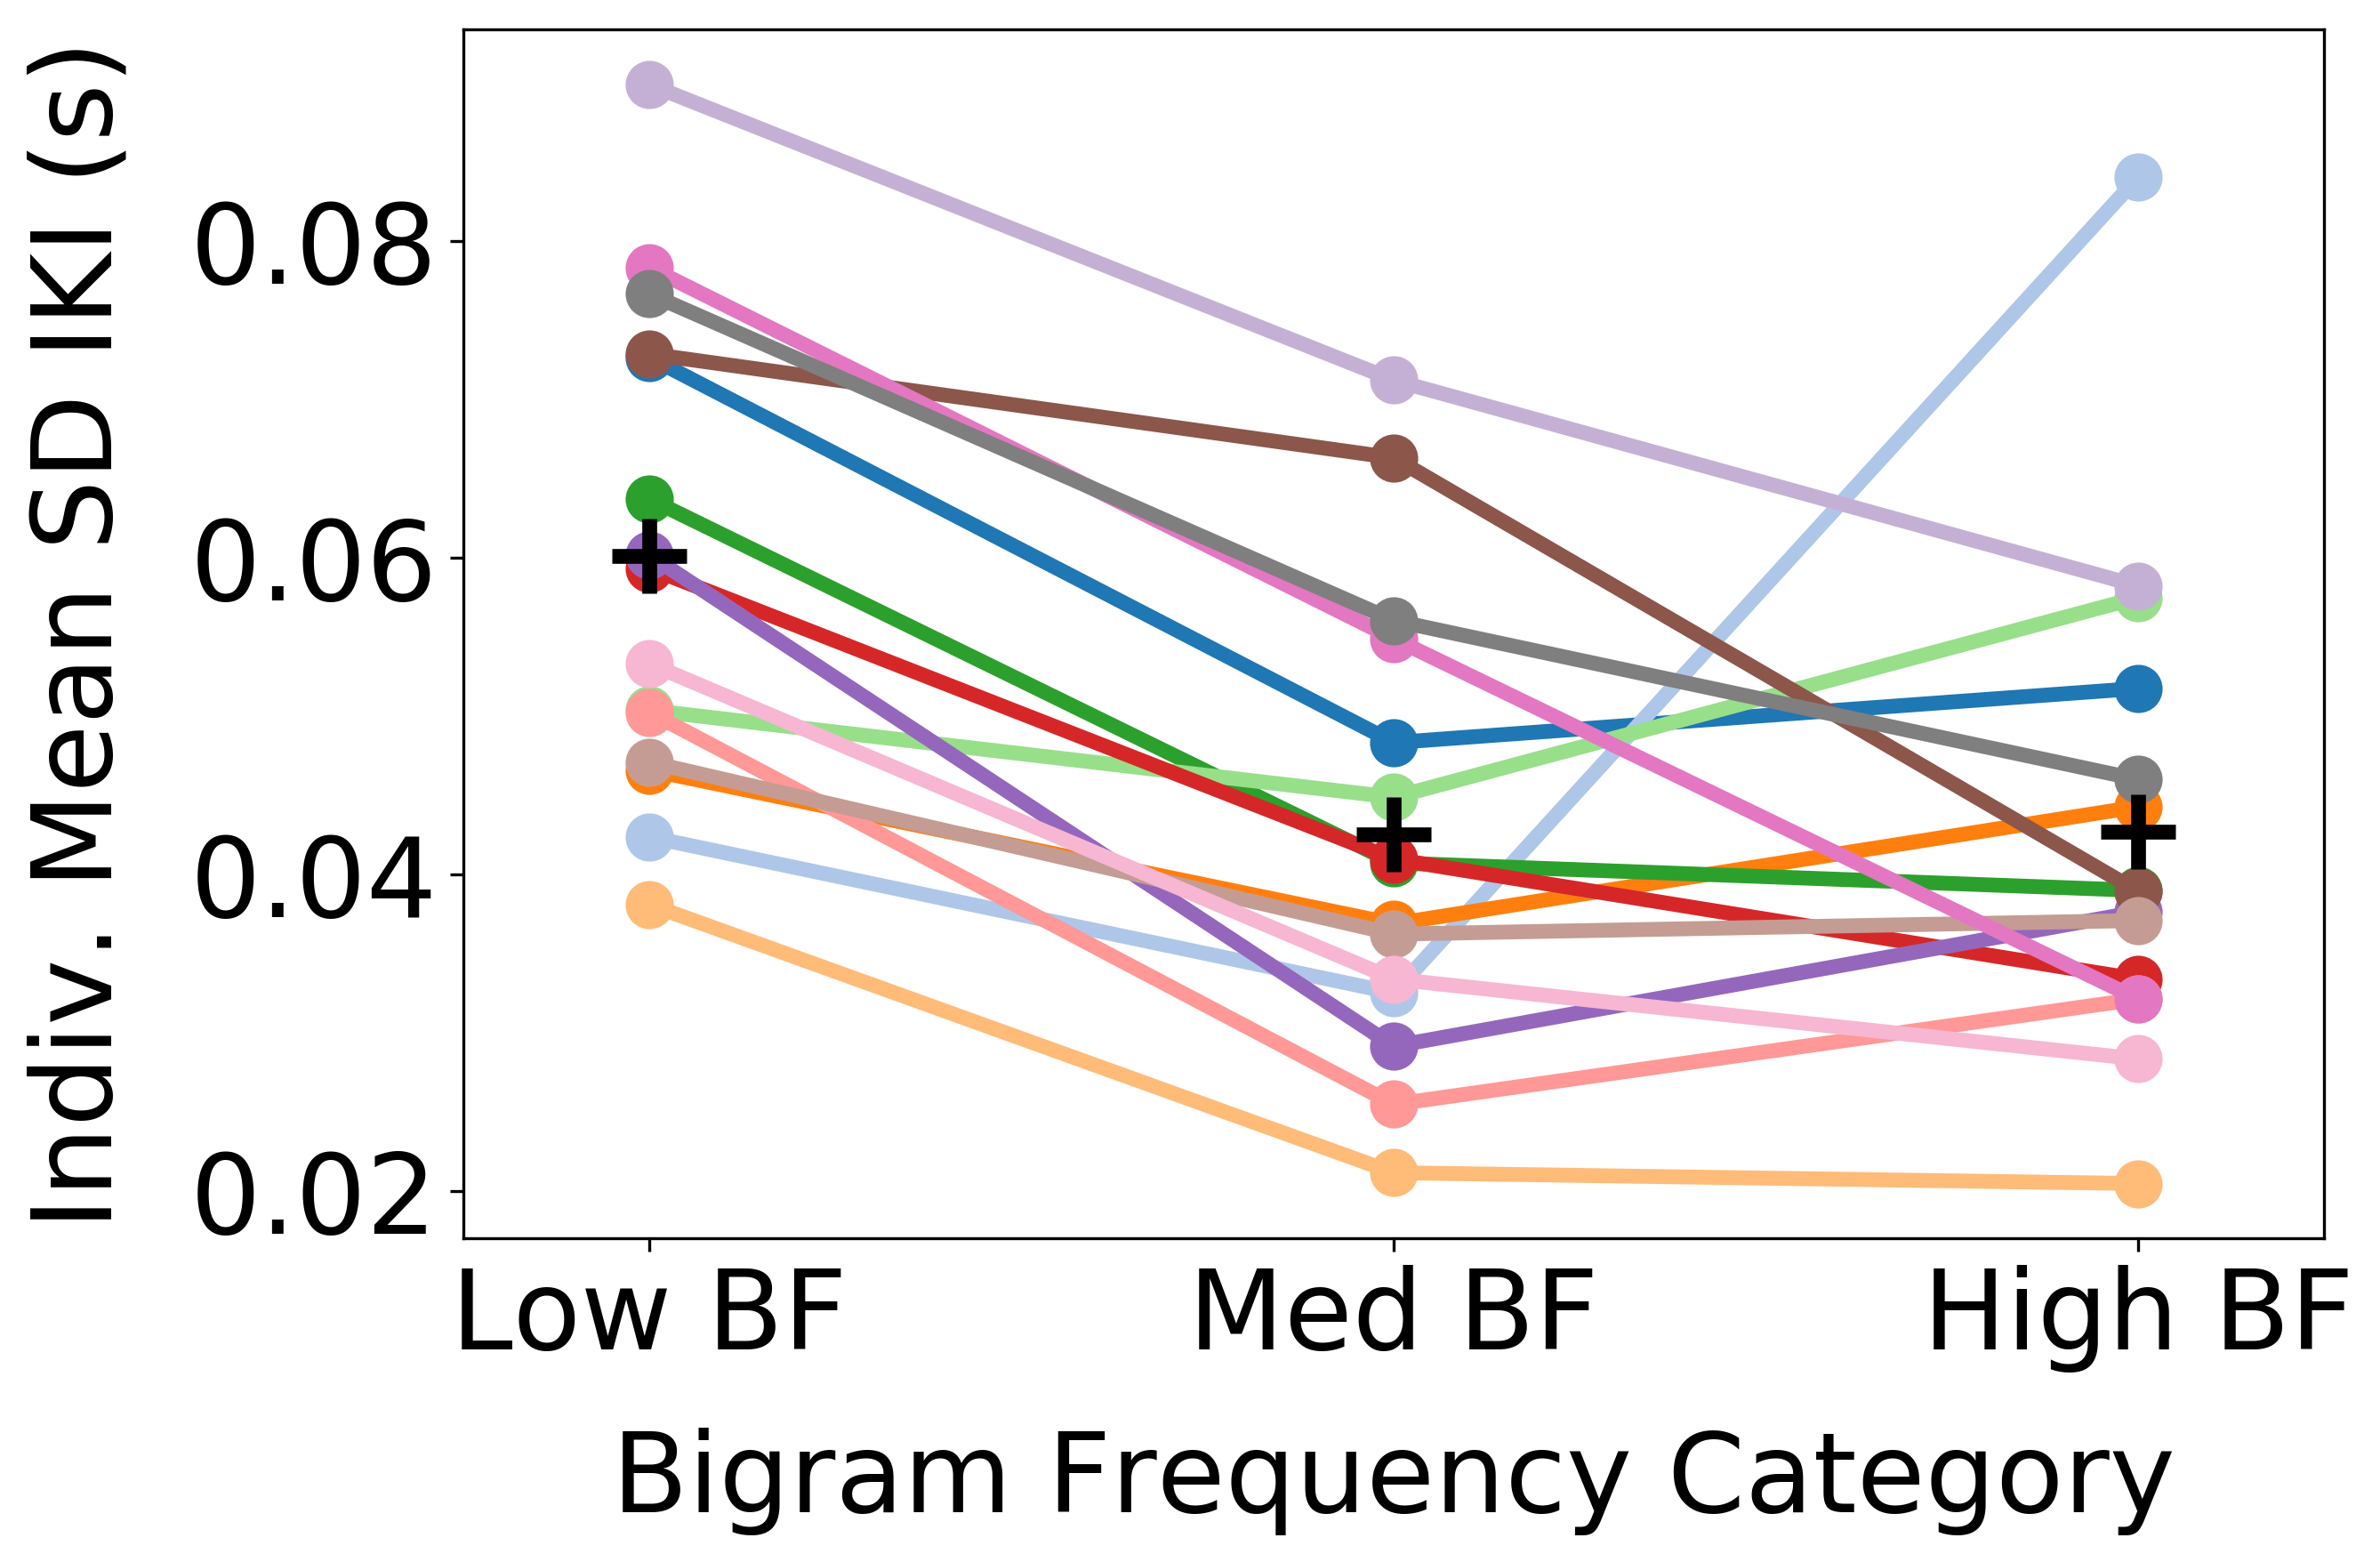 Indiv. Mean SD IKI (s)
0.08
0.06
0.04
0.02
Low BF
Med BF
High BF
Bigram Frequency Category